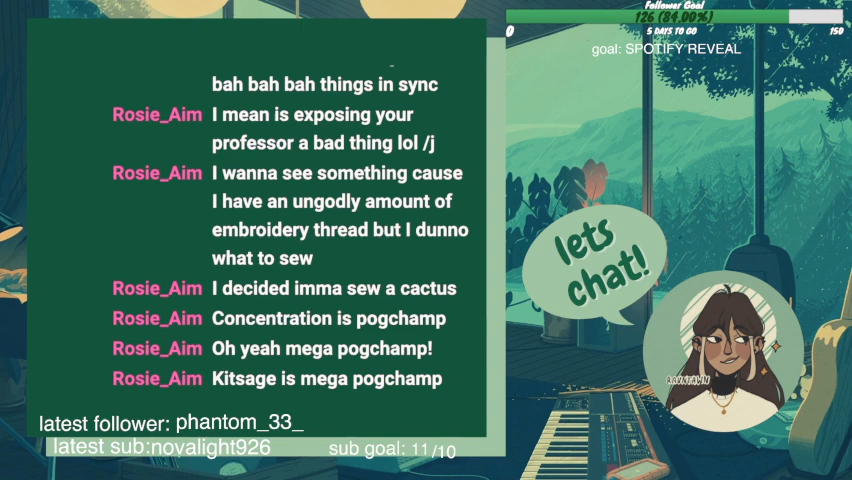 Follower Goal
126 (84.00%)
0
5 DAYS TO GO
150
goal: SPOTIFY REVEAL
bah bah bah things in sync
Rosie_Aim I mean is exposing your
professor a bad thing lol /j
Rosie_Aim I wanna see something cause
I have an ungodly amount of
embroidery thread but I dunno
what to sew
Rosie_Aim I decided imma sew a cactus
Rosie_Aim Concentration is pogchamp
Rosie_Aim Oh yeah mega pogchamp!
Rosie_Aim Kitsage is mega pogchamp
lets
chat!
latest follower: phantom_33_
latest sub:novalight926
sub goal: 11/10